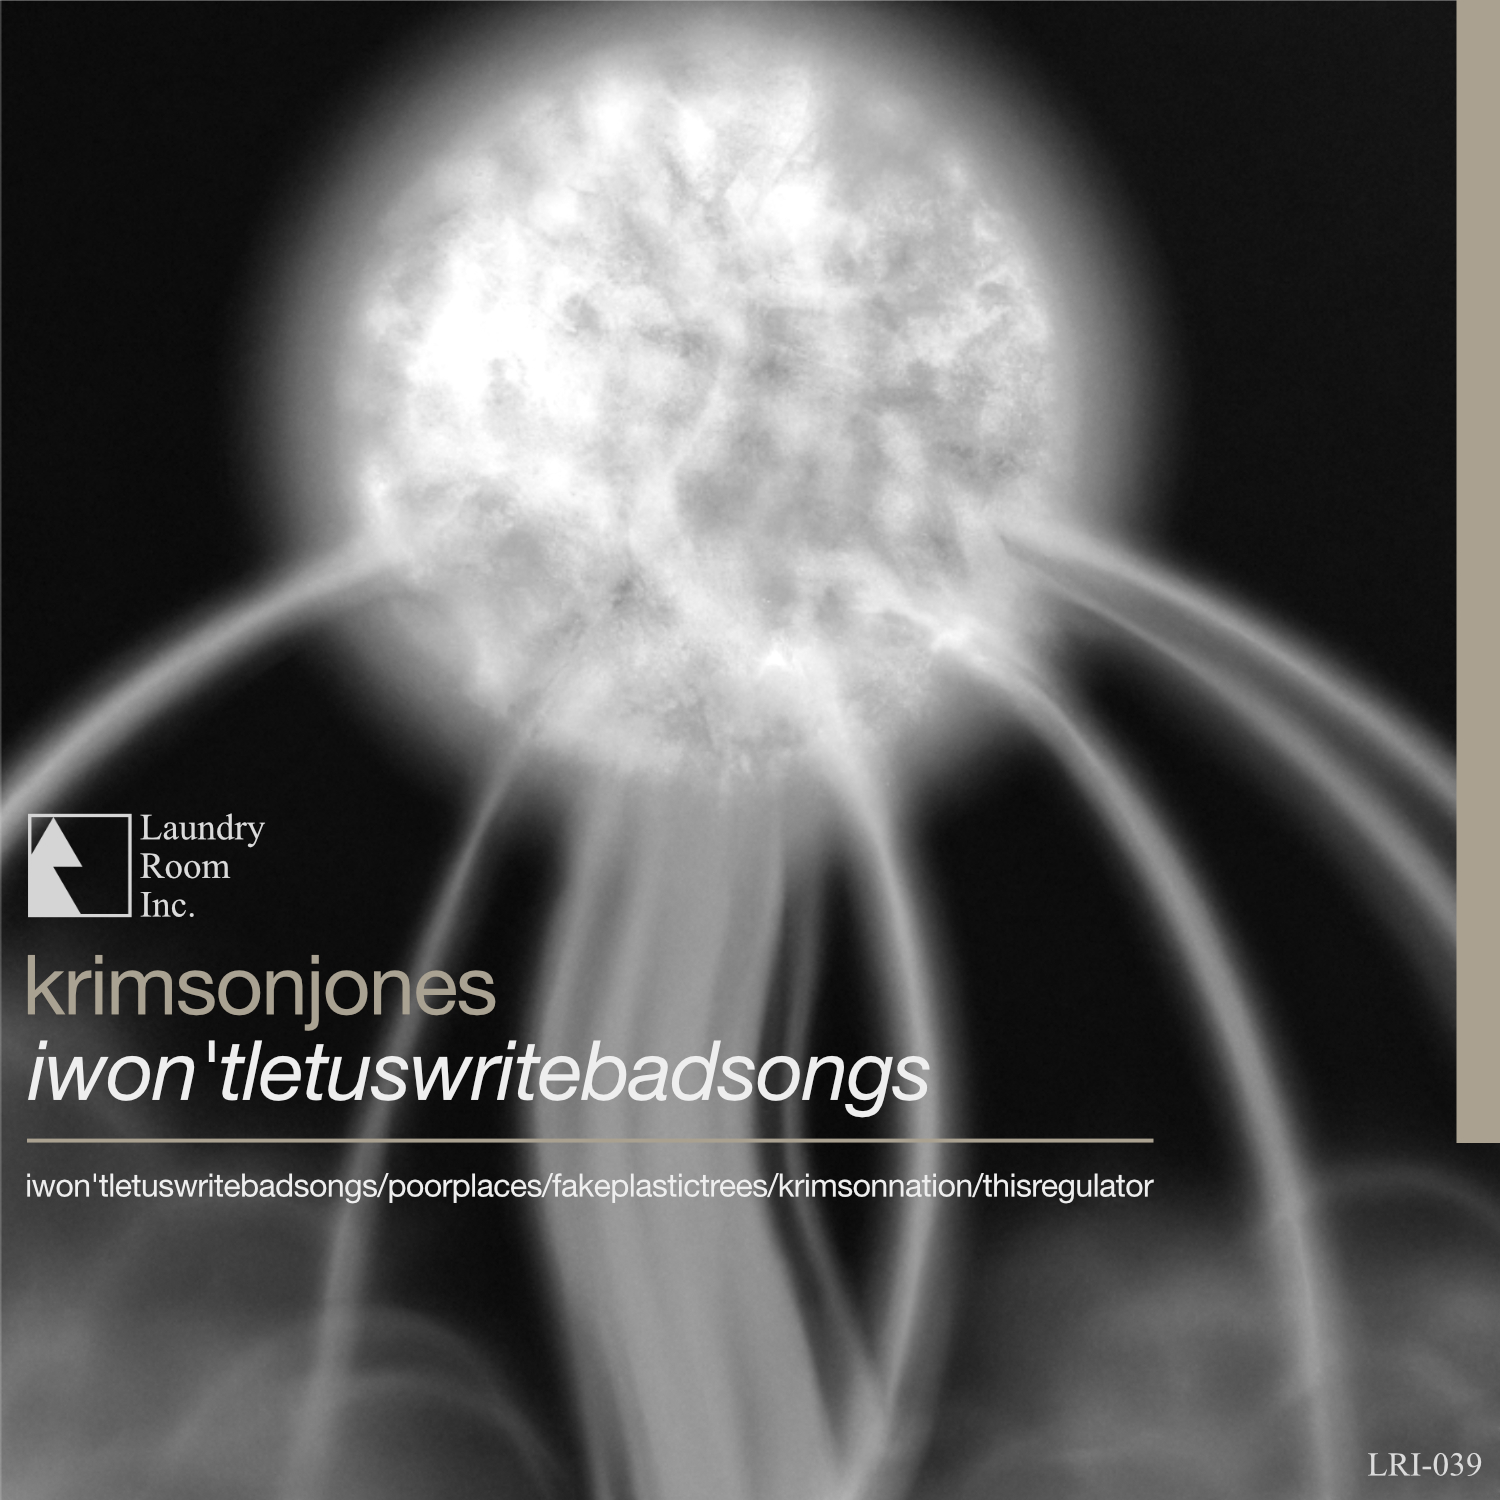 Laundry
Room
Inc.
krimsonjones
iwon'tletuswritebadsongs
iwon'tletuswritebadsongs/poorplaces/fakeplastictrees/krimsonnation/thisregulator
LRI-039